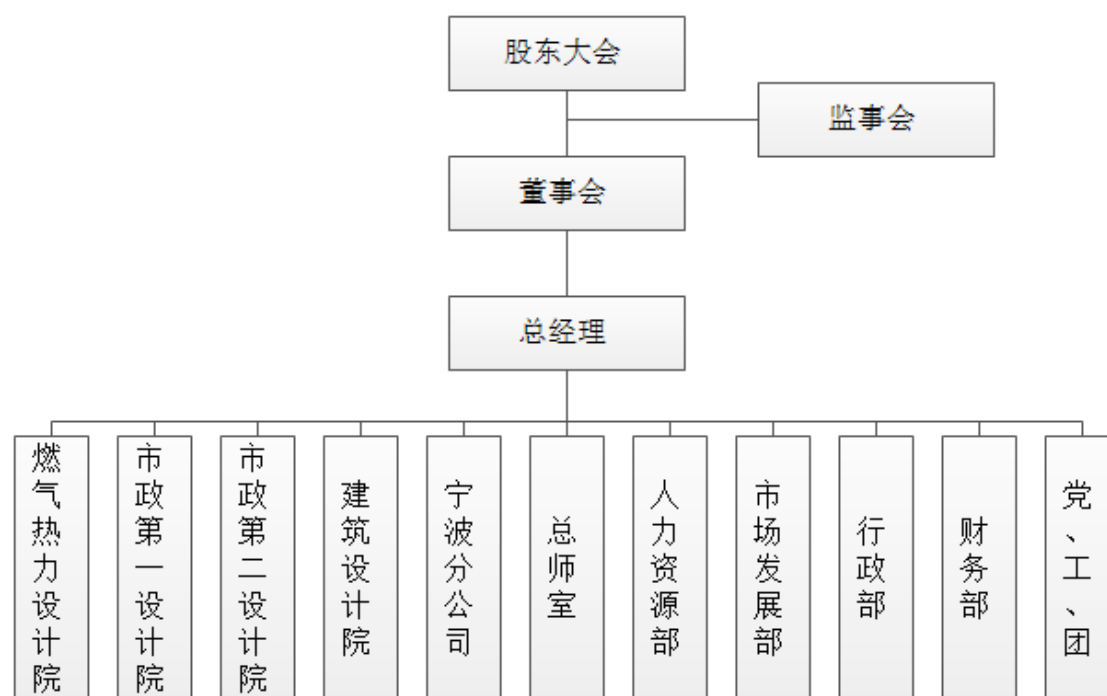 股东大会
监事会
董事会
总经理
燃气热力设计院
市政第一设计院
市政第二设计院
建筑设计院
宁波分公司
总师室
人力资源部
市场发展部
行政部
财务部
党、工、团